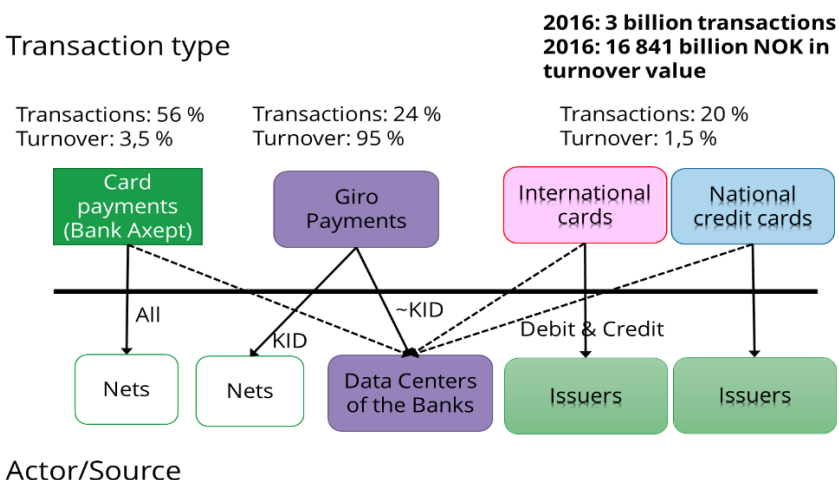 Transaction type
2016: 3 billion transactions
2016: 16 841 billion NOK in
turnover value
Transactions: 56 %
Turnover: 3,5 %
Transactions: 24 %
Turnover: 95 %
Transactions: 20 %
Turnover: 1,5 %
Card
payments
(Bank Axept)
Giro
Payments
International
cards
National
credit cards
All
KID
~KID
Debit & Credit
Nets
Nets
Data Centers
of the Banks
Issuers
Issuers
Actor/Source